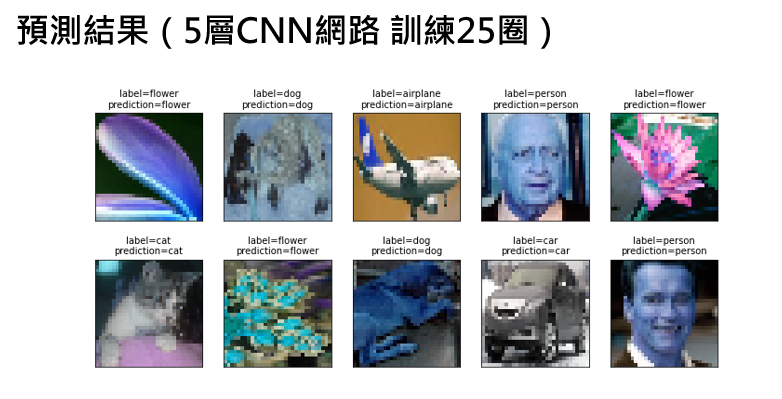 預測結果（5層CNN網路 訓練25圈）
label=flower
prediction=flower
label=dog
prediction=dog
label=airplane
prediction=airplane
label=person
prediction=person
label=flower
prediction=flower
label=cat
prediction=cat
label=flower
prediction=flower
label=dog
prediction=dog
label=car
prediction=car
label=person
prediction=person